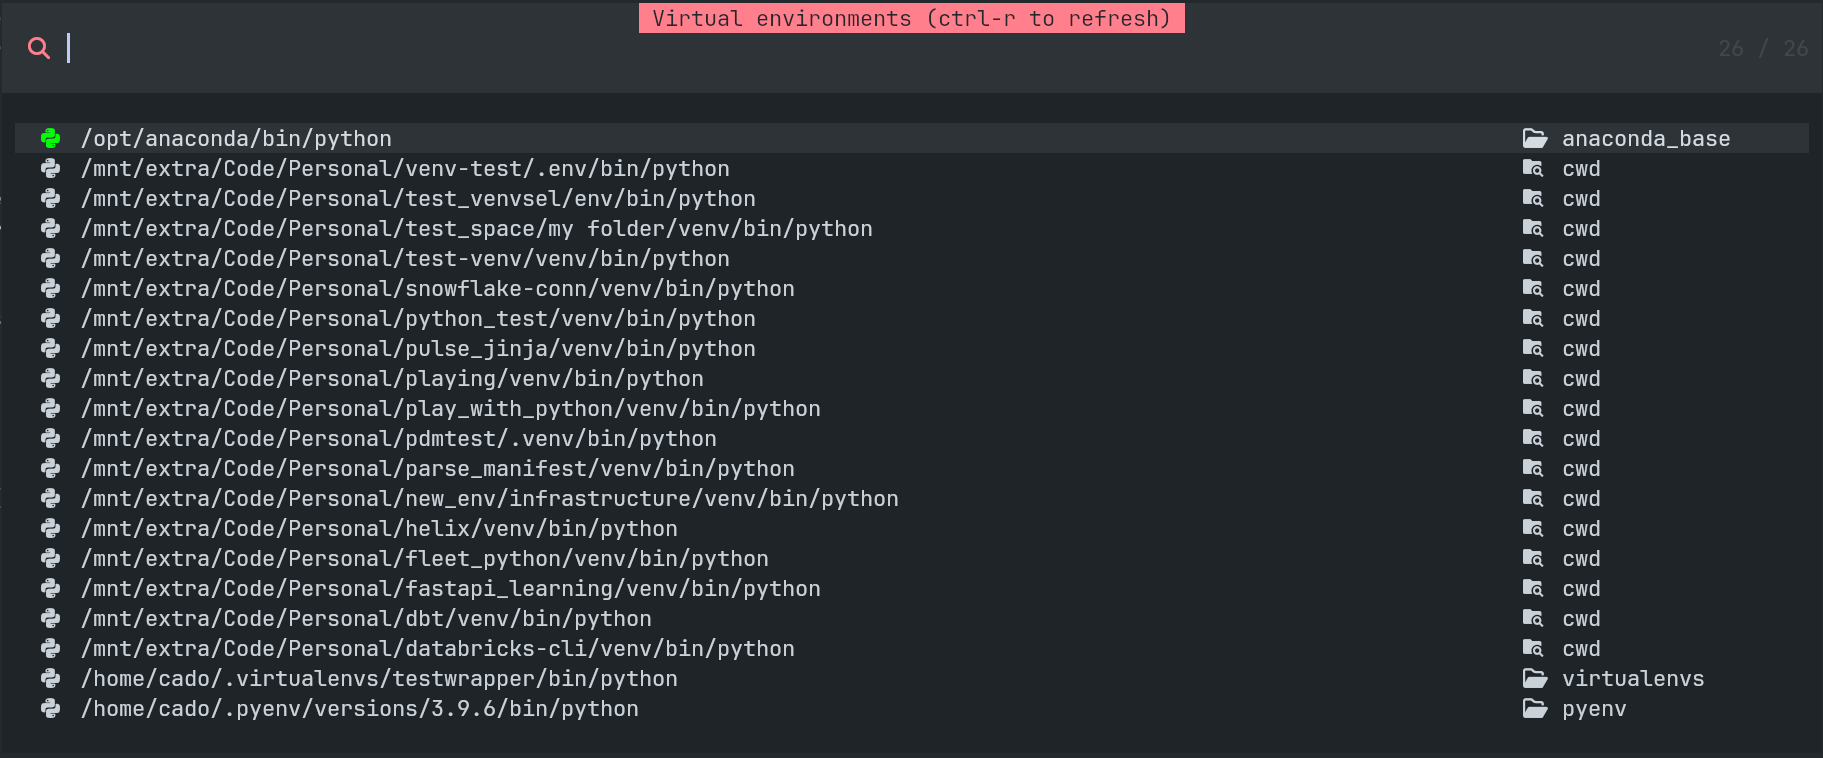 Virtual environments (ctrl-r to refresh)
26 / 26
/opt/anaconda/bin/python anaconda_base
/mnt/extra/Code/Personal/venv-test/.env/bin/python cwd
/mnt/extra/Code/Personal/test_venvsel/env/bin/python cwd
/mnt/extra/Code/Personal/test_space/my folder/venv/bin/python cwd
/mnt/extra/Code/Personal/test-venv/venv/bin/python cwd
/mnt/extra/Code/Personal/snowflake-conn/venv/bin/python cwd
/mnt/extra/Code/Personal/python_test/venv/bin/python cwd
/mnt/extra/Code/Personal/pulse_jinja/venv/bin/python cwd
/mnt/extra/Code/Personal/playing/venv/bin/python cwd
/mnt/extra/Code/Personal/play_with_python/venv/bin/python cwd
/mnt/extra/Code/Personal/pdmtest/.venv/bin/python cwd
/mnt/extra/Code/Personal/parse_manifest/venv/bin/python cwd
/mnt/extra/Code/Personal/new_env/infrastructure/venv/bin/python cwd
/mnt/extra/Code/Personal/helix/venv/bin/python cwd
/mnt/extra/Code/Personal/fleet_python/venv/bin/python cwd
/mnt/extra/Code/Personal/fastapi_learning/venv/bin/python cwd
/mnt/extra/Code/Personal/dbt/venv/bin/python cwd
/mnt/extra/Code/Personal/databricks-cli/venv/bin/python cwd
/home/cado/.virtualenvs/testwrapper/bin/python virtualenvs
/home/cado/.pyenv/versions/3.9.6/bin/python pyenv